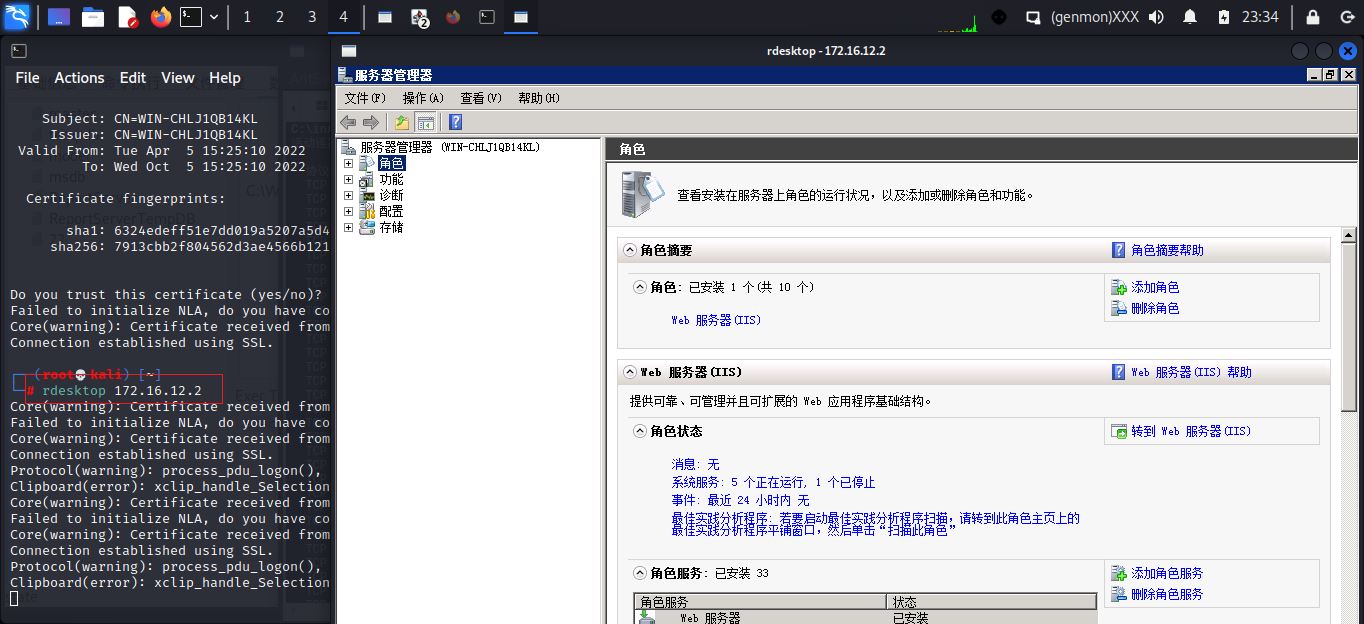 1 2 3 4 2 (genmon)XXX 23:34
rdesktop - 172.16.12.2
File Actions Edit View Help
Subject: CN=WIN-CHLJ1QB14KL
Issuer: CN=WIN-CHLJ1QB14KL
Valid From: Tue Apr 5 15:25:10 2022
To: Wed Oct 5 15:25:10 2022
Certificate fingerprints:
sha1: 6324edeff51e7dd019a5207a5d4
sha256: 7913cbb2f804562d3ae4566b121
Do you trust this certificate (yes/no)?
Failed to initialize NLA, do you have co
Core(warning): Certificate received from
Connection established using SSL.
(root kali) [~]
# rdesktop 172.16.12.2
Core(warning): Certificate received from
Failed to initialize NLA, do you have co
Core(warning): Certificate received from
Connection established using SSL.
Protocol(warning): process_pdu_logon(),
Clipboard(error): xclip_handle_Selection
Core(warning): Certificate received from
Failed to initialize NLA, do you have co
Core(warning): Certificate received from
Connection established using SSL.
Protocol(warning): process_pdu_logon(),
Clipboard(error): xclip_handle_Selection
服务器管理器
文件(F) 操作(A) 查看(V) 帮助(H)
服务器管理器 (WIN-CHLJ1QB14KL)
角色
功能
诊断
配置
存储
角色
查看安装在服务器上角色的运行状况，以及添加或删除角色和功能。
角色摘要
角色摘要帮助
角色: 已安装 1 个(共 10 个)
添加角色
Web 服务器(IIS)
删除角色
Web 服务器(IIS)
Web 服务器(IIS) 帮助
提供可靠、可管理并且可扩展的 Web 应用程序基础结构。
角色状态
转到 Web 服务器(IIS)
消息: 无
系统服务: 5 个正在运行, 1 个已停止
事件: 最近 24 小时内 无
最佳实践分析程序: 若要启动最佳实践分析程序扫描，请转到此角色主页上的
最佳实践分析程序平铺窗口，然后单击“扫描此角色”
角色服务: 已安装 33
添加角色服务
删除角色服务
角色服务 状态
Web 服务器 已安装